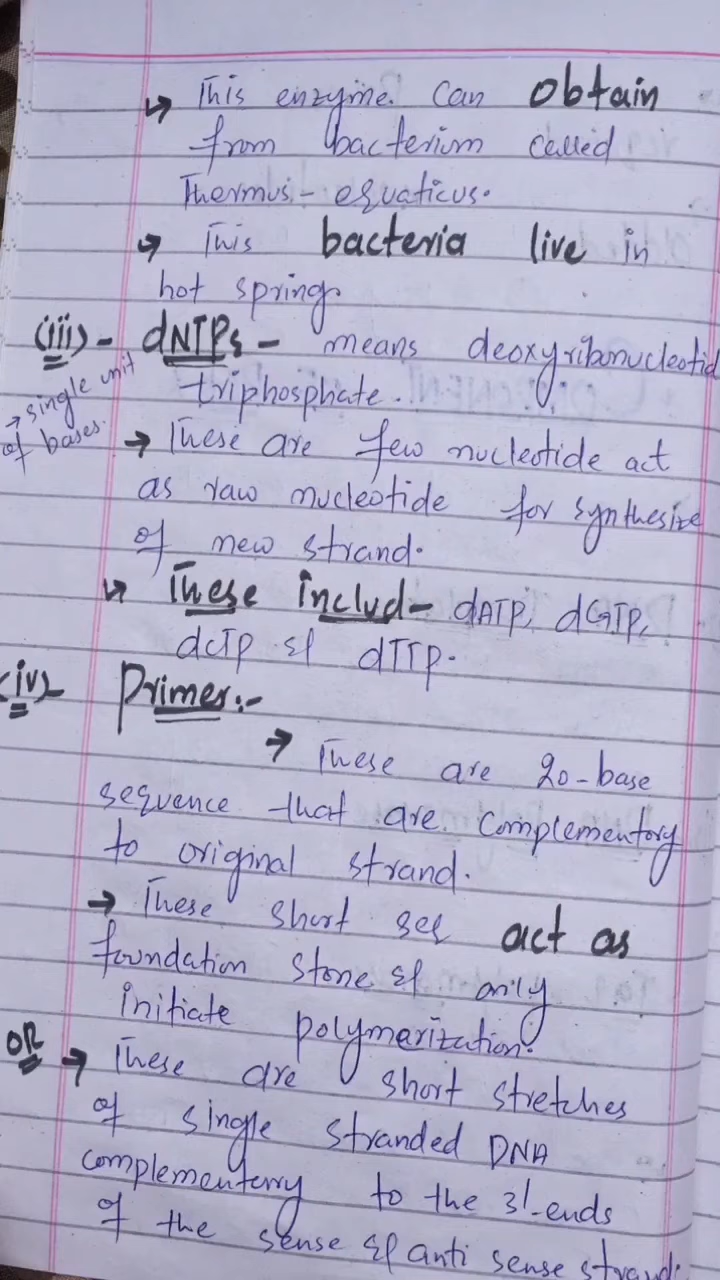 ↳ This enzyme. can obtain
from bacterium called
Thermus - equaticus.
→ This bacteria live in
hot spring.
(iii) - dNTPs - means deoxyribonucleotid
triphosphate.
→ single unit
of bases.
→ These are few nucleotide act
as raw nucleotide for synthesize
of new strand.
↳ These includ - dATP, dGTP,
dCTP & dTTP.
(iv) - Primer:-
→ These are 20-base
sequence that are complementory
to original strand.
→ These short seq act as
foundation stone & only
initiate polymerization.
OR → These are short stretches
of single stranded DNA
complementerry to the 3'-ends
of the sense & anti sense strand.